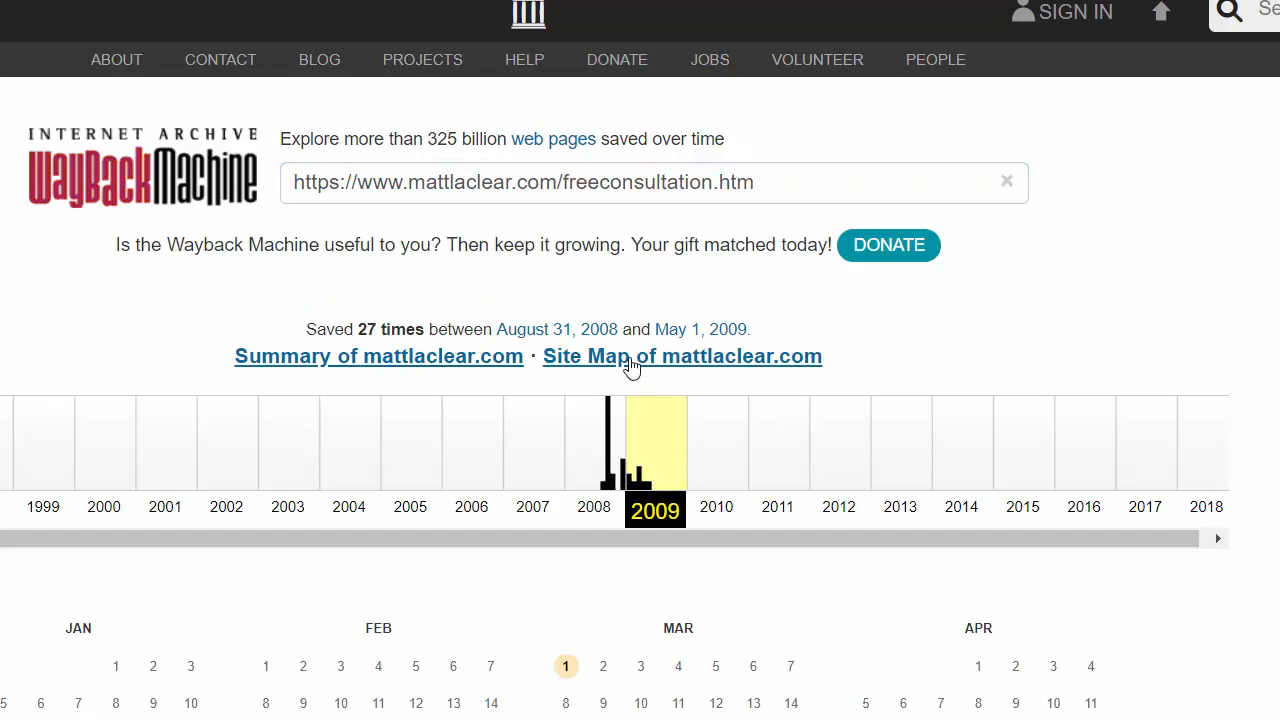 SIGN IN
Se
ABOUT CONTACT BLOG PROJECTS HELP DONATE JOBS VOLUNTEER PEOPLE
INTERNET ARCHIVE
WayBackMachine
Explore more than 325 billion web pages saved over time
https://www.mattlaclear.com/freeconsultation.htm ×
Is the Wayback Machine useful to you? Then keep it growing. Your gift matched today! DONATE
Saved 27 times between August 31, 2008 and May 1, 2009.
Summary of mattlaclear.com · Site Map of mattlaclear.com
1999 2000 2001 2002 2003 2004 2005 2006 2007 2008 2009 2010 2011 2012 2013 2014 2015 2016 2017 2018
JAN FEB MAR APR
1 2 3 1 2 3 4 5 6 7 1 2 3 4 5 6 7 1 2 3 4
5 6 7 8 9 10 8 9 10 11 12 13 14 8 9 10 11 12 13 14 5 6 7 8 9 10 11